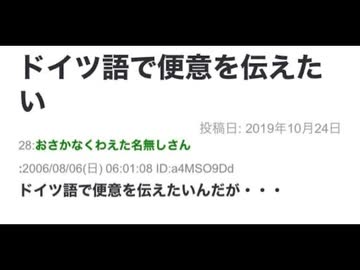 ドイツ語で便意を伝えた
い
投稿日: 2019年10月24日
28:おさかなくわえた名無しさん
:2006/08/06(日) 06:01:08 ID:a4MSO9Dd
ドイツ語で便意を伝えたいんだが・・・